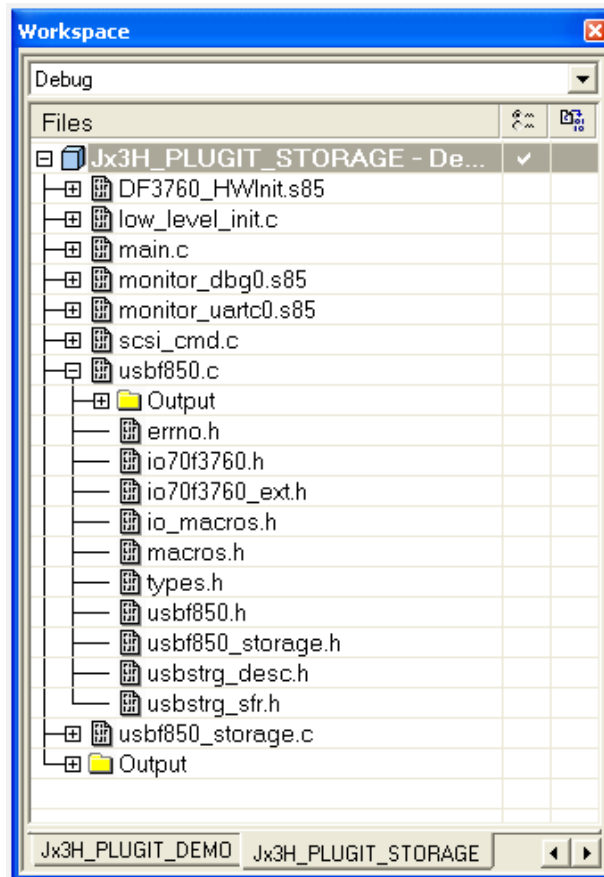 Workspace
Debug
Files
Jx3H_PLUGIT_STORAGE - De...
DF3760_HWInit.s85
low_level_init.c
main.c
monitor_dbg0.s85
monitor_uartc0.s85
scsi_cmd.c
usbf850.c
Output
errno.h
io70f3760.h
io70f3760_ext.h
io_macros.h
macros.h
types.h
usbf850.h
usbf850_storage.h
usbstrg_desc.h
usbstrg_sfr.h
usbf850_storage.c
Output
Jx3H_PLUGIT_DEMO Jx3H_PLUGIT_STORAGE